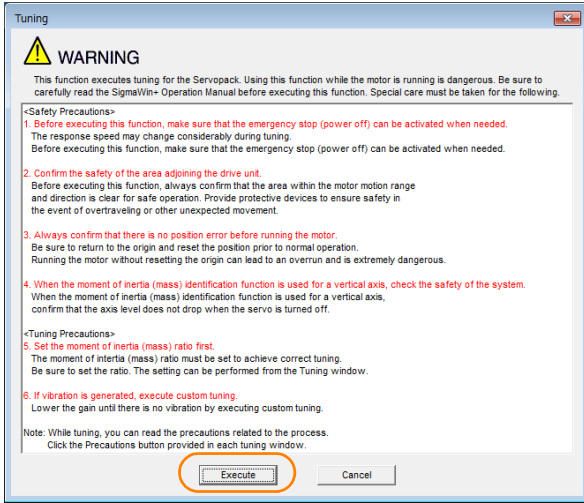 Tuning
WARNING
This function executes tuning for the Servopack. Using this function while the motor is running is dangerous. Be sure to
carefully read the SigmaWin+ Operation Manual before executing this function. Special care must be taken for the following.
<Safety Precautions>
1. Before executing this function, make sure that the emergency stop (power off) can be activated when needed.
The response speed may change considerably during tuning.
Before executing this function, make sure that the emergency stop (power off) can be activated when needed.
2. Confirm the safety of the area adjoining the drive unit.
Before executing this function, always confirm that the area within the motor motion range
and direction is clear for safe operation. Provide protective devices to ensure safety in
the event of overtraveling or other unexpected movement.
3. Always confirm that there is no position error before running the motor.
Be sure to return to the origin and reset the position prior to normal operation.
Running the motor without resetting the origin can lead to an overrun and is extremely dangerous.
4. When the moment of inertia (mass) identification function is used for a vertical axis, check the safety of the system.
When the moment of inertia (mass) identification function is used for a vertical axis,
confirm that the axis level does not drop when the servo is turned off.
<Tuning Precautions>
5. Set the moment of inertia (mass) ratio first.
The moment of intertia (mass) ratio must be set to achieve correct tuning.
Be sure to set the ratio. The setting can be performed from the Tuning window.
6. If vibration is generated, execute custom tuning.
Lower the gain until there is no vibration by executing custom tuning.
Note: While tuning, you can read the precautions related to the process.
Click the Precautions button provided in each tuning window.
Execute Cancel